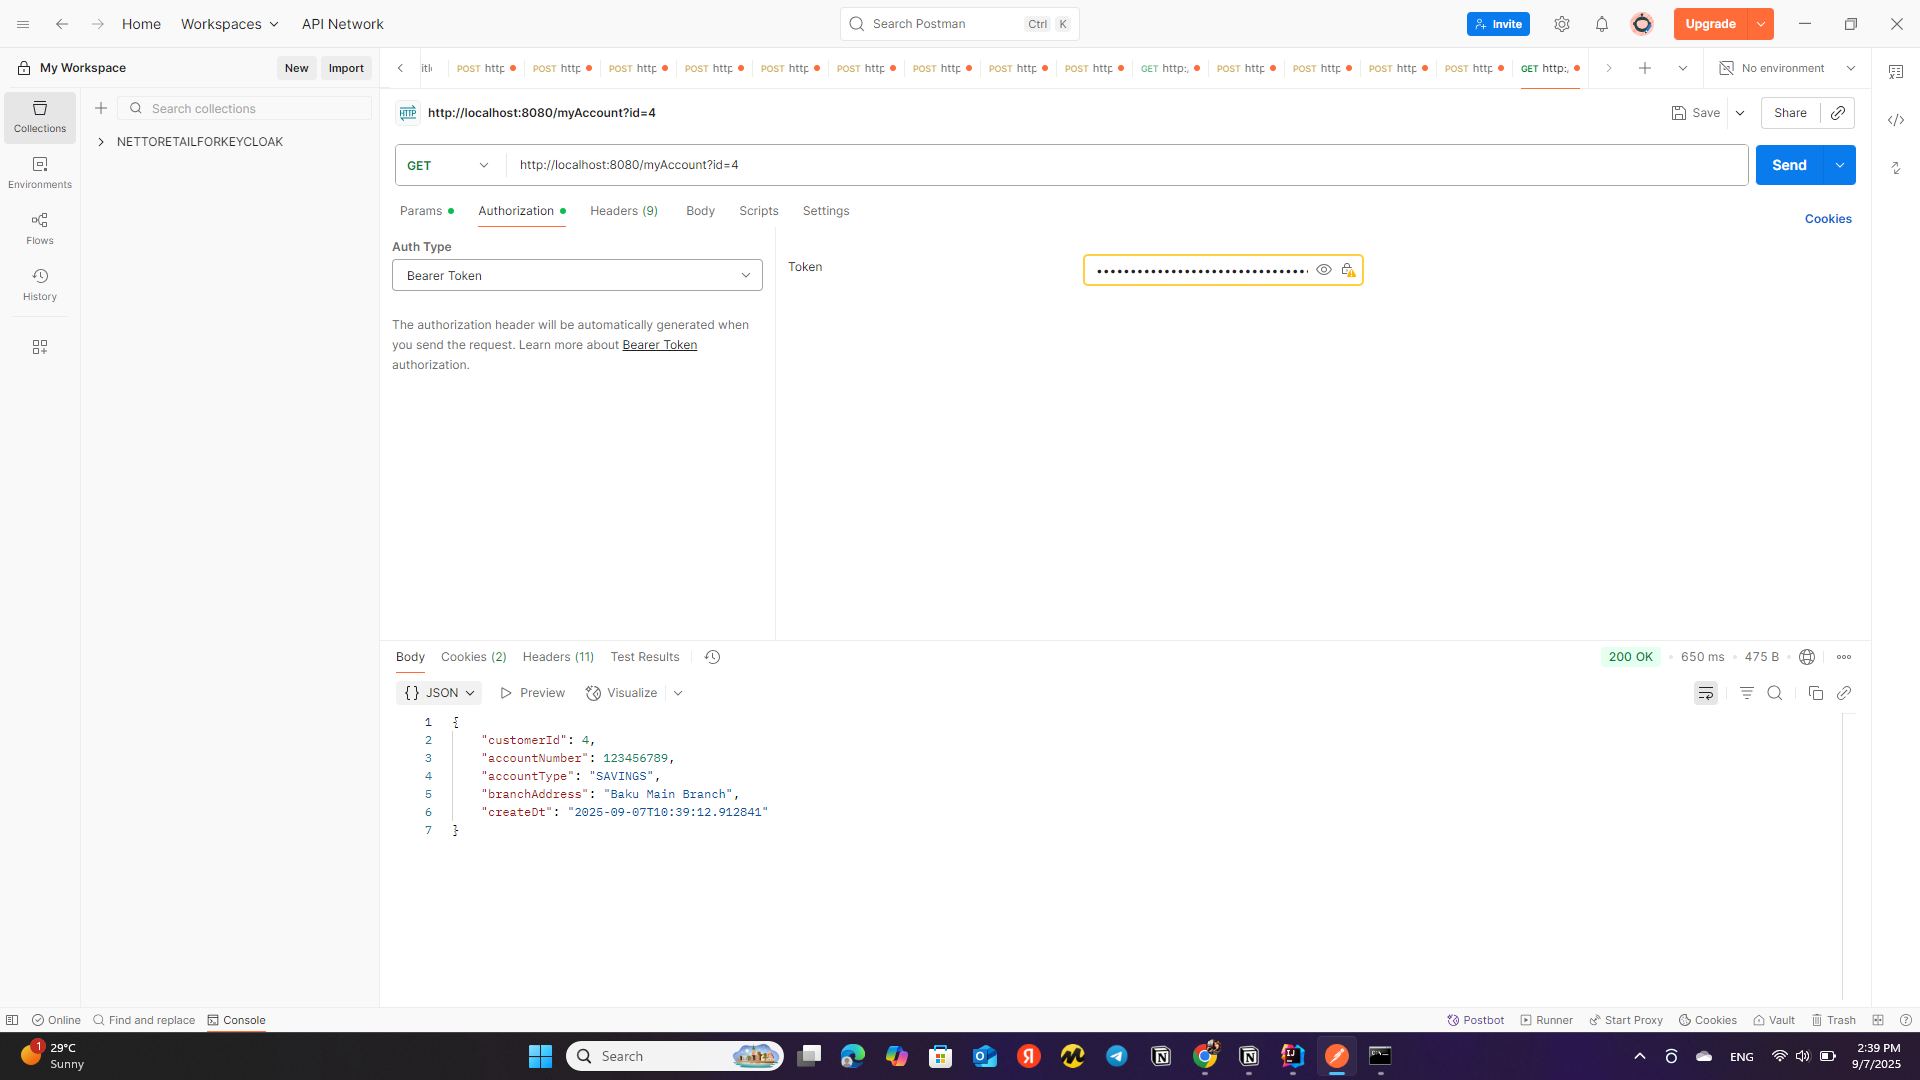 Home
Workspaces
API Network
Search Postman
Ctrl
K
Invite
Upgrade
My Workspace
New
Import
POST http
POST http
POST http
POST http
POST http
POST http
POST http
POST http
POST http
GET http:
POST http
POST http
POST http
POST http
GET http:
No environment
Search collections
Collections
NETTORETAILFORKEYCLOAK
Environments
Flows
History
HTTP
http://localhost:8080/myAccount?id=4
Save
Share
GET
http://localhost:8080/myAccount?id=4
Send
Params
Authorization
Headers (9)
Body
Scripts
Settings
Cookies
Auth Type
Bearer Token
The authorization header will be automatically generated when
you send the request. Learn more about Bearer Token
authorization.
Token
Body
Cookies (2)
Headers (11)
Test Results
200 OK
650 ms
475 B
{} JSON
Preview
Visualize
1 {
2 "customerId": 4,
3 "accountNumber": 123456789,
4 "accountType": "SAVINGS",
5 "branchAddress": "Baku Main Branch",
6 "createDt": "2025-09-07T10:39:12.912841"
7 }
Online
Find and replace
Console
Postbot
Runner
Start Proxy
Cookies
Vault
Trash
1
29°C
Sunny
Search
ENG
2:39 PM
9/7/2025